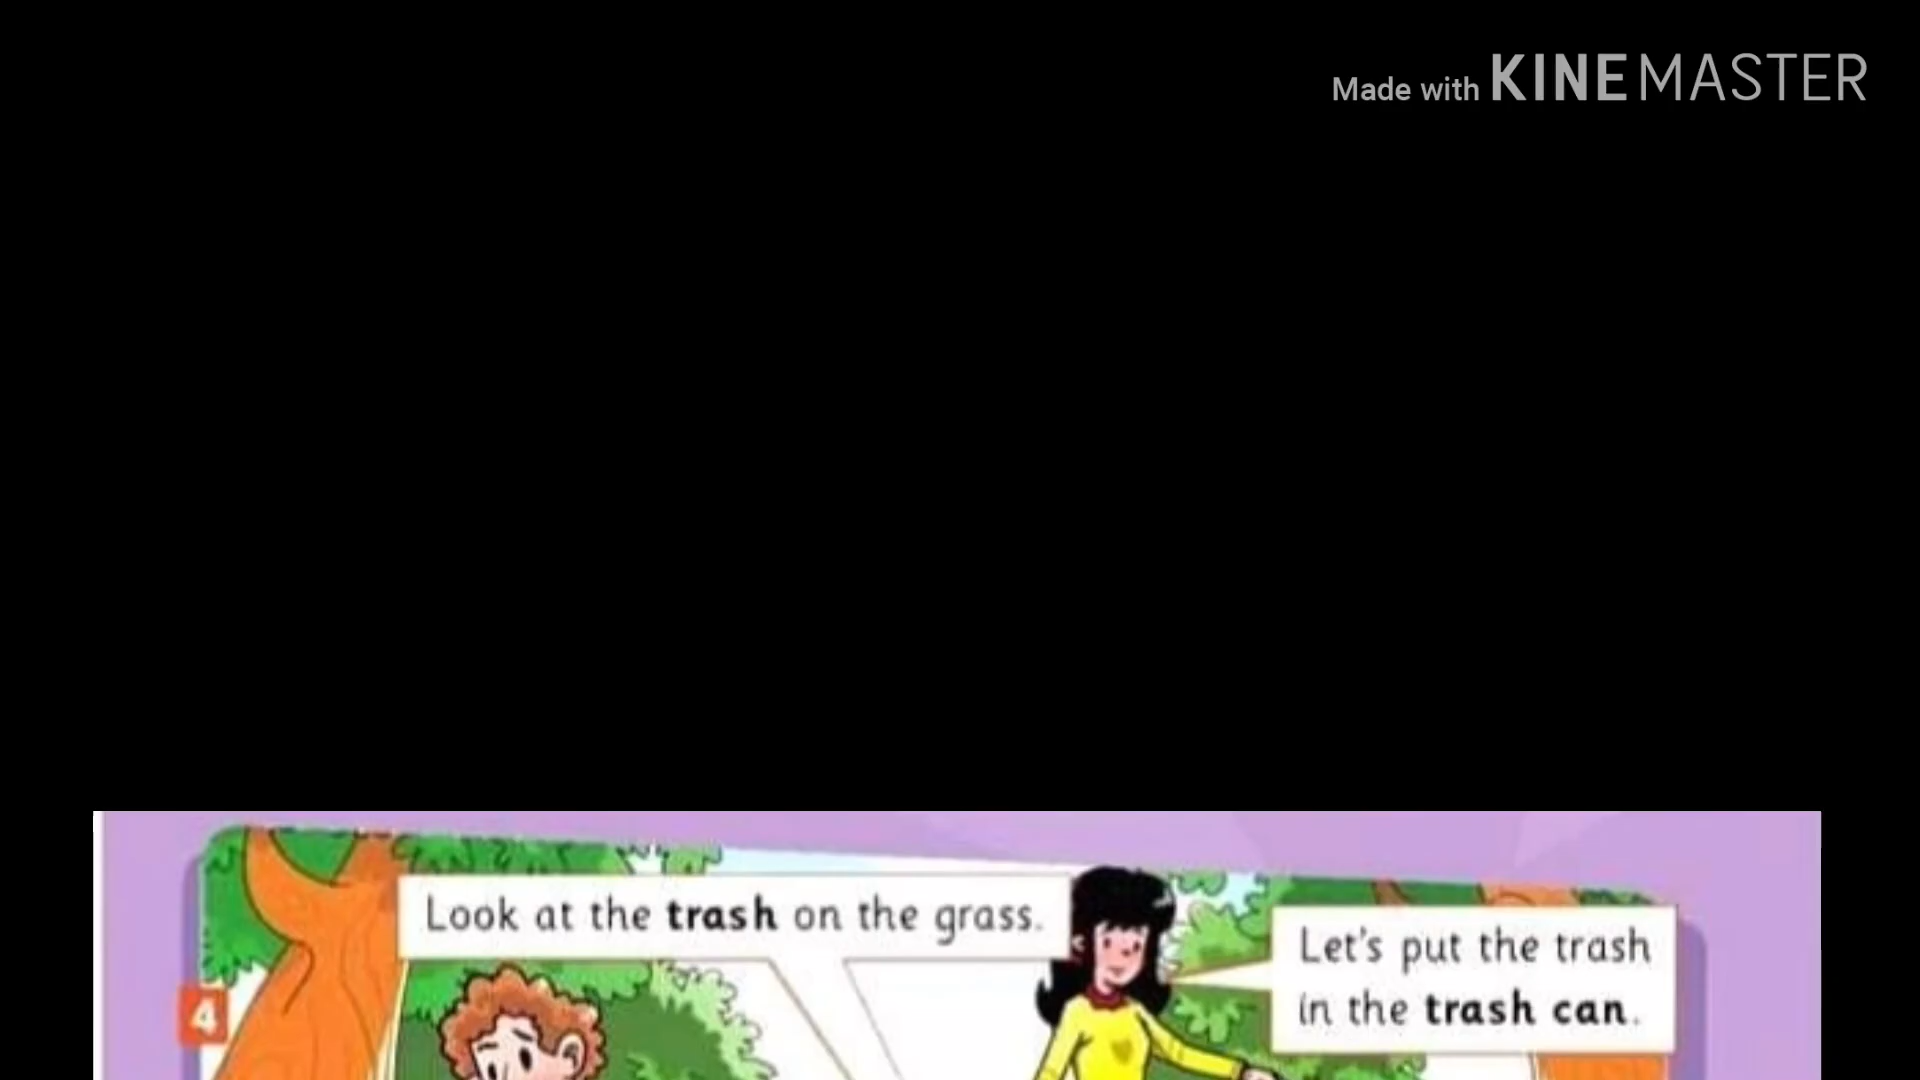 Made with KINEMASTER
Look at the trash on the grass.
Let's put the trash
in the trash can.
4